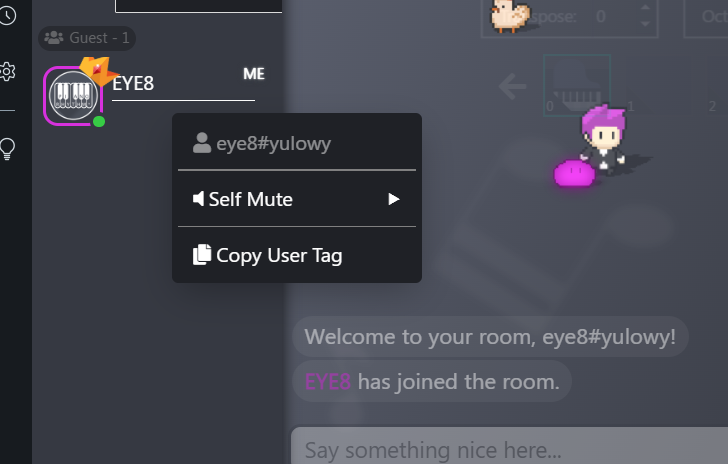 spose: 0
Oct
Guest - 1
EYE8
ME
0 1 2
eye8#yulowy
Self Mute
Copy User Tag
Welcome to your room, eye8#yulowy!
EYE8 has joined the room.
Say something nice here...